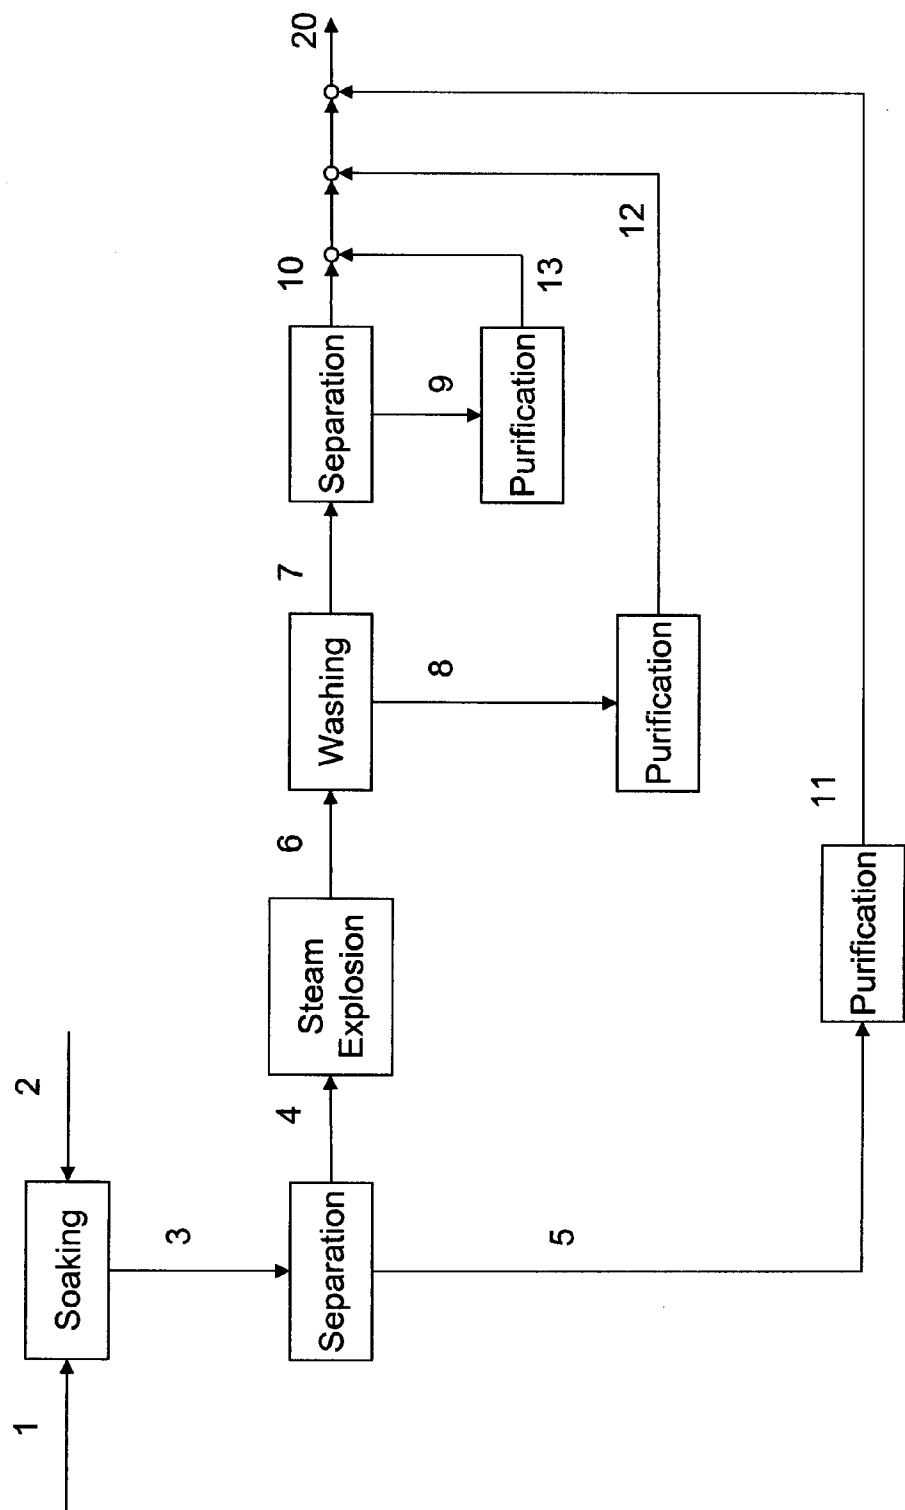 1
Soaking
2
3
Separation
4
Steam
Explosion
6
Washing
7
Separation
10
20
5
8
9
Purification
13
Purification
12
Purification
11